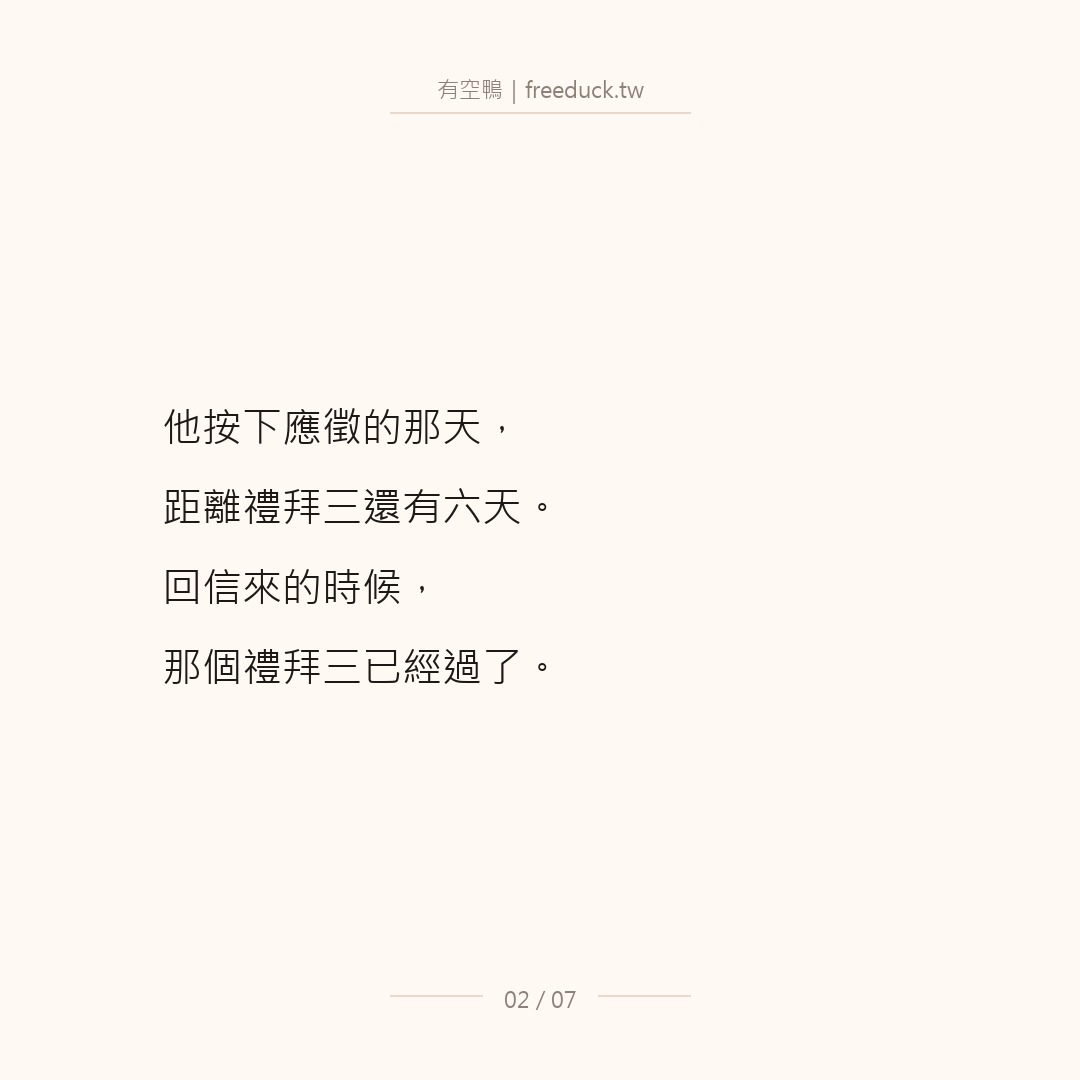 有空鴨 | freeduck.tw
他按下應徵的那天，
距離禮拜三還有六天。
回信來的時候，
那個禮拜三已經過了。
02 / 07